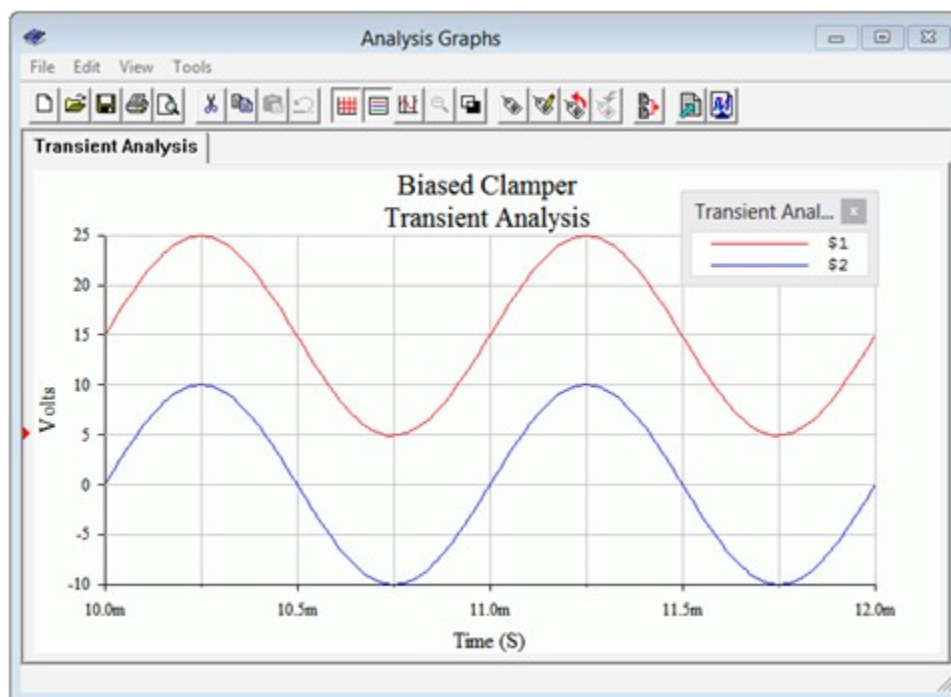 Analysis Graphs
File Edit View Tools
Transient Analysis
Biased Clamper
Transient Analysis
Transient Anal... x
$1
$2
25
20
15
10
5
0
-5
-10
Volts
10.0m 10.5m 11.0m 11.5m 12.0m
Time (S)